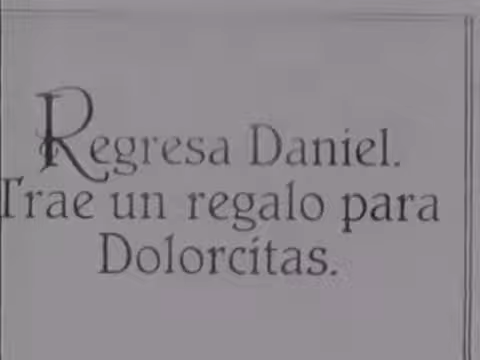 Regresa Daniel.
Trae un regalo para
Dolorcitas.